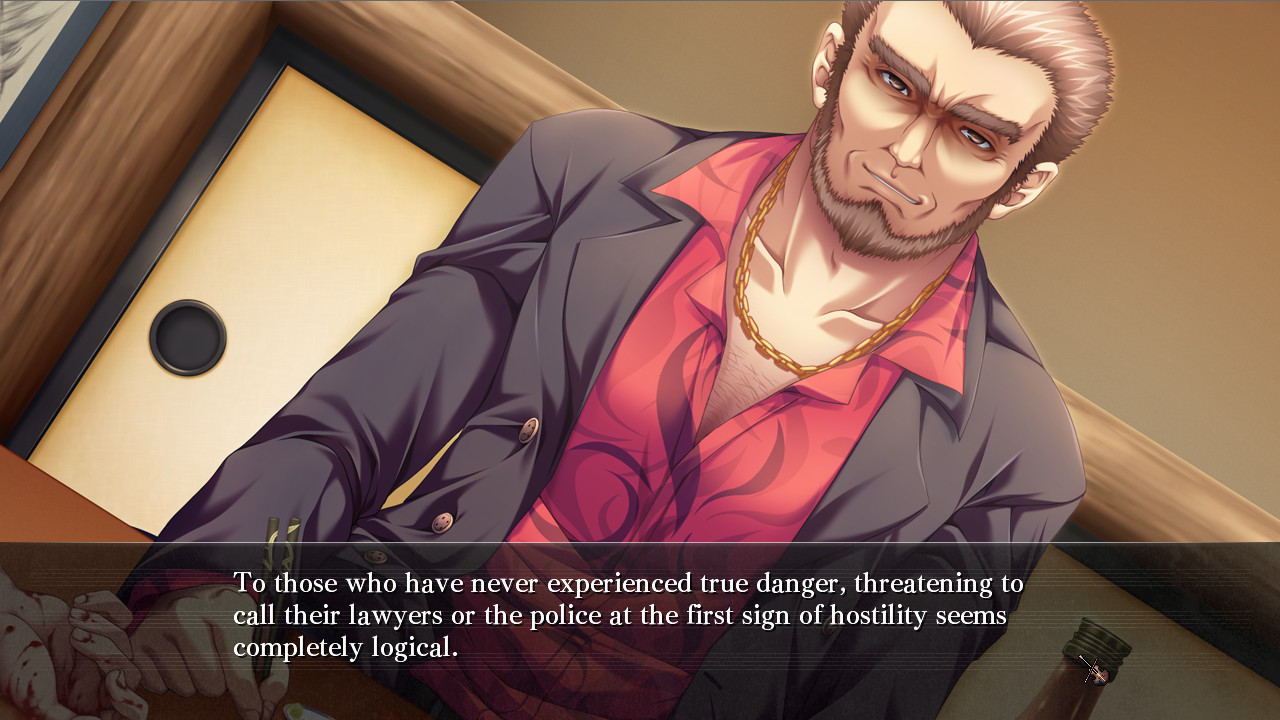 To those who have never experienced true danger, threatening to
call their lawyers or the police at the first sign of hostility seems
completely logical.